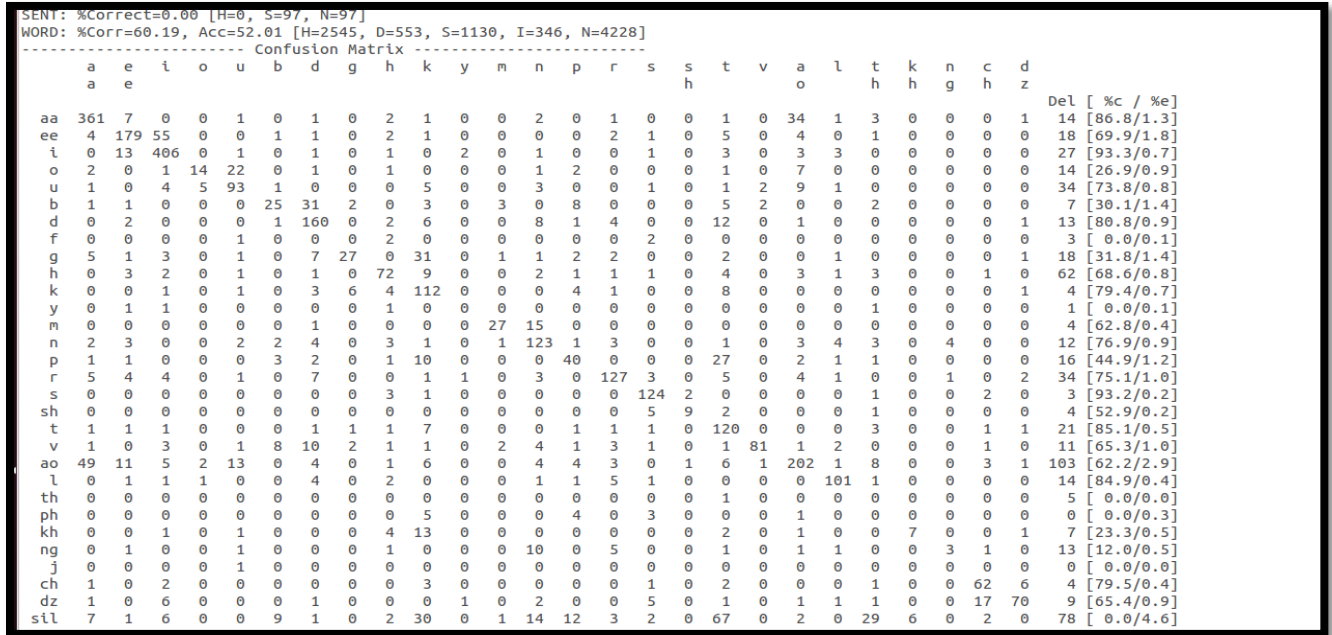 SENT: %Correct=0.00 [H=0, S=97, N=97]
WORD: %Corr=60.19, Acc=52.01 [H=2545, D=553, S=1130, I=346, N=4228]
------------------------ Confusion Matrix -------------------------
a e i o u b d g h k y m n p r s s t v a l t k n c d
a e h o h h g h z
Del [ %c / %e]
aa 361 7 0 0 1 0 1 0 2 1 0 0 2 0 1 0 0 1 0 34 1 3 0 0 0 1 14 [86.8/1.3]
ee 4 179 55 0 0 1 1 0 2 1 0 0 0 0 2 1 0 5 0 4 0 1 0 0 0 0 18 [69.9/1.8]
i 0 13 406 0 1 0 1 0 1 0 2 0 1 0 0 1 0 3 0 3 3 0 0 0 0 0 27 [93.3/0.7]
o 2 0 1 14 22 0 1 0 1 0 0 0 1 2 0 0 0 1 0 7 0 0 0 0 0 0 14 [26.9/0.9]
u 1 0 4 5 93 1 0 0 0 5 0 0 3 0 0 1 0 1 2 9 1 0 0 0 0 0 34 [73.8/0.8]
b 1 1 0 0 0 25 31 2 0 3 0 3 0 8 0 0 0 5 2 0 0 2 0 0 0 0 7 [30.1/1.4]
d 0 2 0 0 0 1 160 0 2 6 0 0 8 1 4 0 0 12 0 1 0 0 0 0 0 1 13 [80.8/0.9]
f 0 0 0 0 1 0 0 0 2 0 0 0 0 0 0 2 0 0 0 0 0 0 0 0 0 0 3 [ 0.0/0.1]
g 5 1 3 0 1 0 7 27 0 31 0 1 1 2 2 0 0 2 0 0 1 0 0 0 0 1 18 [31.8/1.4]
h 0 3 2 0 1 0 1 0 72 9 0 0 2 1 1 1 0 4 0 3 1 3 0 0 1 0 62 [68.6/0.8]
k 0 0 1 0 1 0 3 6 4 112 0 0 0 4 1 0 0 8 0 0 0 0 0 0 0 1 4 [79.4/0.7]
y 0 1 1 0 0 0 0 0 1 0 0 0 0 0 0 0 0 0 0 0 0 1 0 0 0 0 1 [ 0.0/0.1]
m 0 0 0 0 0 0 1 0 0 0 0 27 15 0 0 0 0 0 0 0 0 0 0 0 0 0 4 [62.8/0.4]
n 2 3 0 0 2 2 4 0 3 1 0 1 123 1 3 0 0 1 0 3 4 3 0 4 0 0 12 [76.9/0.9]
p 1 1 0 0 0 3 2 0 1 10 0 0 0 40 0 0 0 27 0 2 1 1 0 0 0 0 16 [44.9/1.2]
r 5 4 4 0 1 0 7 0 0 1 1 0 3 0 127 3 0 5 0 4 1 0 0 1 0 2 34 [75.1/1.0]
s 0 0 0 0 0 0 0 0 3 1 0 0 0 0 0 124 2 0 0 0 0 1 0 0 2 0 3 [93.2/0.2]
sh 0 0 0 0 0 0 0 0 0 0 0 0 0 0 0 5 9 2 0 0 0 1 0 0 0 0 4 [52.9/0.2]
t 1 1 1 0 0 0 1 1 1 7 0 0 0 1 1 1 0 120 0 0 0 3 0 0 1 1 21 [85.1/0.5]
v 1 0 3 0 1 8 10 2 1 1 0 2 4 1 3 1 0 1 81 1 2 0 0 0 1 0 11 [65.3/1.0]
ao 49 11 5 2 13 0 4 0 1 6 0 0 4 4 3 0 1 6 1 202 1 8 0 0 3 1 103 [62.2/2.9]
l 0 1 1 1 0 0 4 0 2 0 0 0 1 1 5 1 0 0 0 0 101 1 0 0 0 0 14 [84.9/0.4]
th 0 0 0 0 0 0 0 0 0 0 0 0 0 0 0 0 0 1 0 0 0 0 0 0 0 0 5 [ 0.0/0.0]
ph 0 0 0 0 0 0 0 0 0 5 0 0 0 4 0 3 0 0 0 1 0 0 0 0 0 0 0 [ 0.0/0.3]
kh 0 0 1 0 1 0 0 0 4 13 0 0 0 0 0 0 0 2 0 1 0 0 7 0 0 1 7 [23.3/0.5]
ng 0 1 0 0 1 0 0 0 1 0 0 0 10 0 5 0 0 1 0 1 1 0 0 3 1 0 13 [12.0/0.5]
j 0 0 0 0 1 0 0 0 0 0 0 0 0 0 0 0 0 0 0 0 0 0 0 0 0 0 0 [ 0.0/0.0]
ch 1 0 2 0 0 0 0 0 0 3 0 0 0 0 0 1 0 2 0 0 0 1 0 0 62 6 4 [79.5/0.4]
dz 1 0 6 0 0 0 1 0 0 0 1 0 2 0 0 5 0 1 0 1 1 1 0 0 17 70 9 [65.4/0.9]
sil 7 1 6 0 0 9 1 0 2 30 0 1 14 12 3 2 0 67 0 2 0 29 6 0 2 0 78 [ 0.0/4.6]